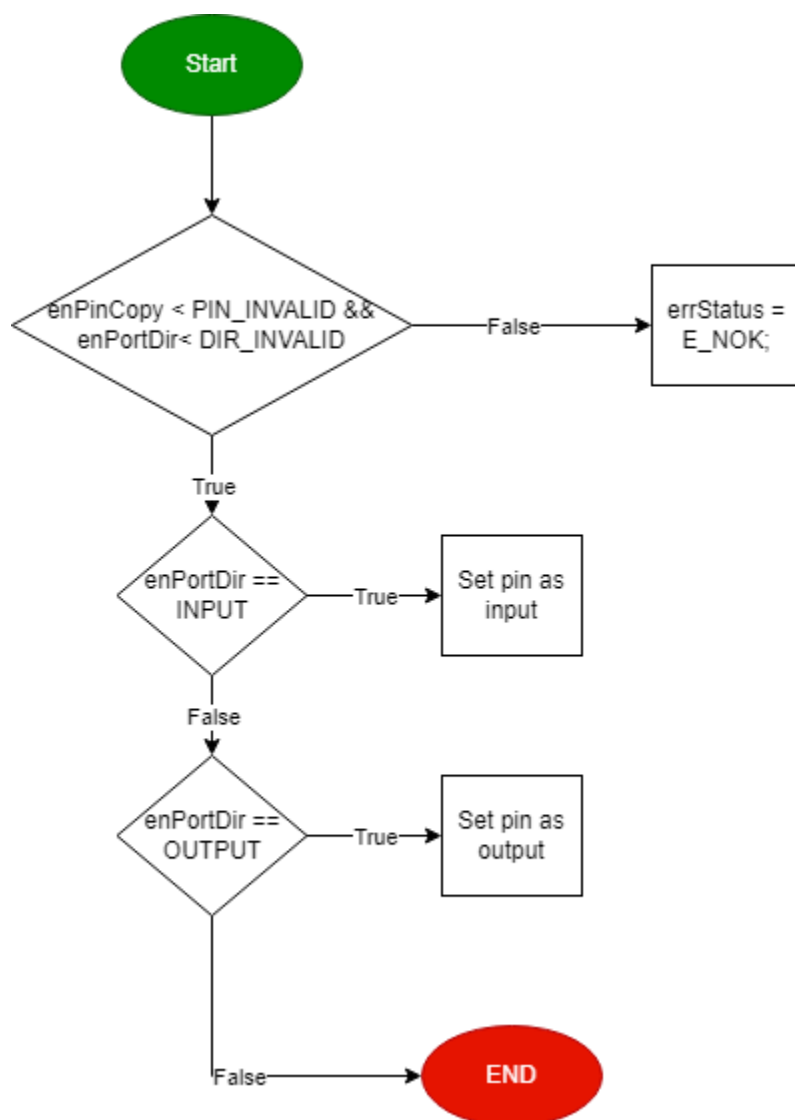 Start
enPinCopy < PIN_INVALID &&
enPortDir< DIR_INVALID
False
errStatus =
E_NOK;
True
enPortDir ==
INPUT
True
Set pin as
input
False
enPortDir ==
OUTPUT
True
Set pin as
output
False
END